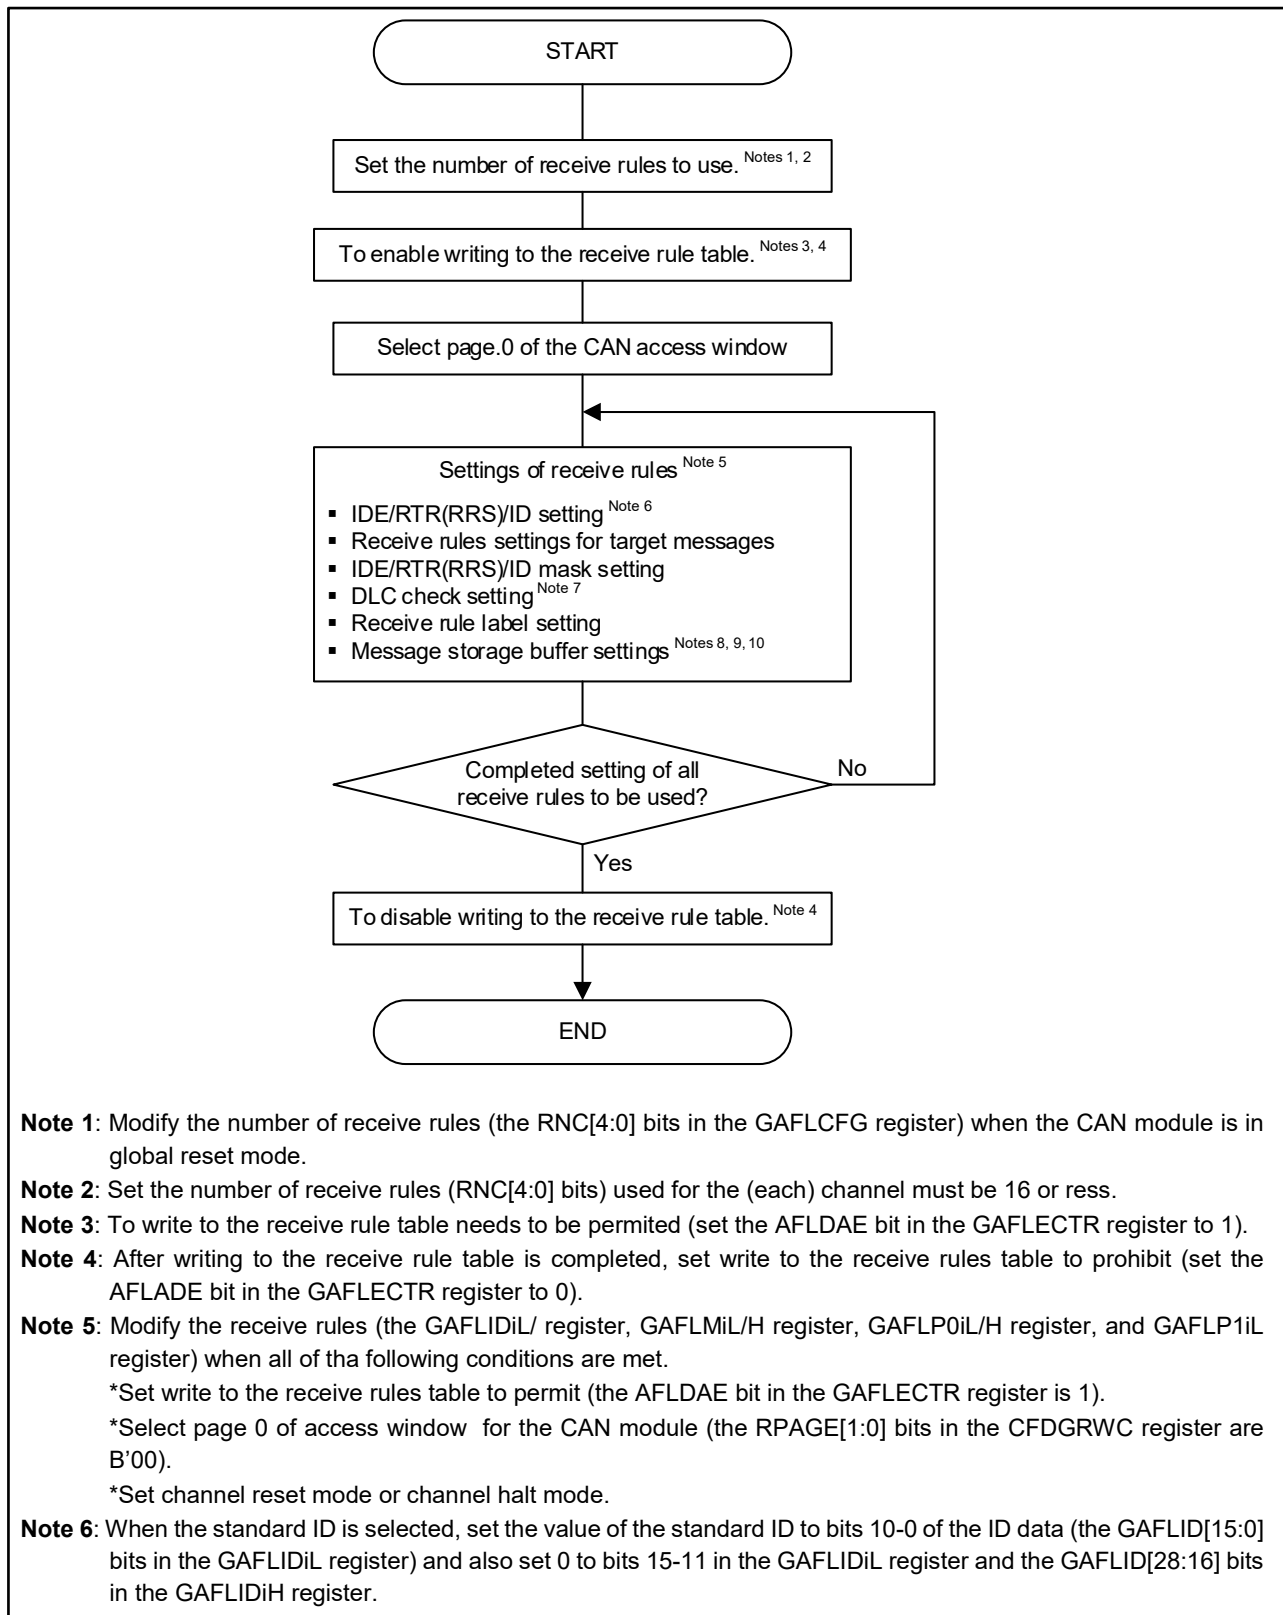 START
Set the number of receive rules to use. Notes 1, 2
To enable writing to the receive rule table. Notes 3, 4
Select page.0 of the CAN access window
Settings of receive rules Note 5
▪ IDE/RTR(RRS)/ID setting Note 6
▪ Receive rules settings for target messages
▪ IDE/RTR(RRS)/ID mask setting
▪ DLC check setting Note 7
▪ Receive rule label setting
▪ Message storage buffer settings Notes 8, 9, 10
Completed setting of all
receive rules to be used?
No
Yes
To disable writing to the receive rule table. Note 4
END
Note 1: Modify the number of receive rules (the RNC[4:0] bits in the GAFLCFG register) when the CAN module is in
global reset mode.
Note 2: Set the number of receive rules (RNC[4:0] bits) used for the (each) channel must be 16 or ress.
Note 3: To write to the receive rule table needs to be permited (set the AFLDAE bit in the GAFLECTR register to 1).
Note 4: After writing to the receive rule table is completed, set write to the receive rules table to prohibit (set the
AFLADE bit in the GAFLECTR register to 0).
Note 5: Modify the receive rules (the GAFLIDiL/ register, GAFLMiL/H register, GAFLP0iL/H register, and GAFLP1iL
register) when all of tha following conditions are met.
*Set write to the receive rules table to permit (the AFLDAE bit in the GAFLECTR register is 1).
*Select page 0 of access window for the CAN module (the RPAGE[1:0] bits in the CFDGRWC register are
B’00).
*Set channel reset mode or channel halt mode.
Note 6: When the standard ID is selected, set the value of the standard ID to bits 10-0 of the ID data (the GAFLID[15:0]
bits in the GAFLIDiL register) and also set 0 to bits 15-11 in the GAFLIDiL register and the GAFLID[28:16] bits
in the GAFLIDiH register.